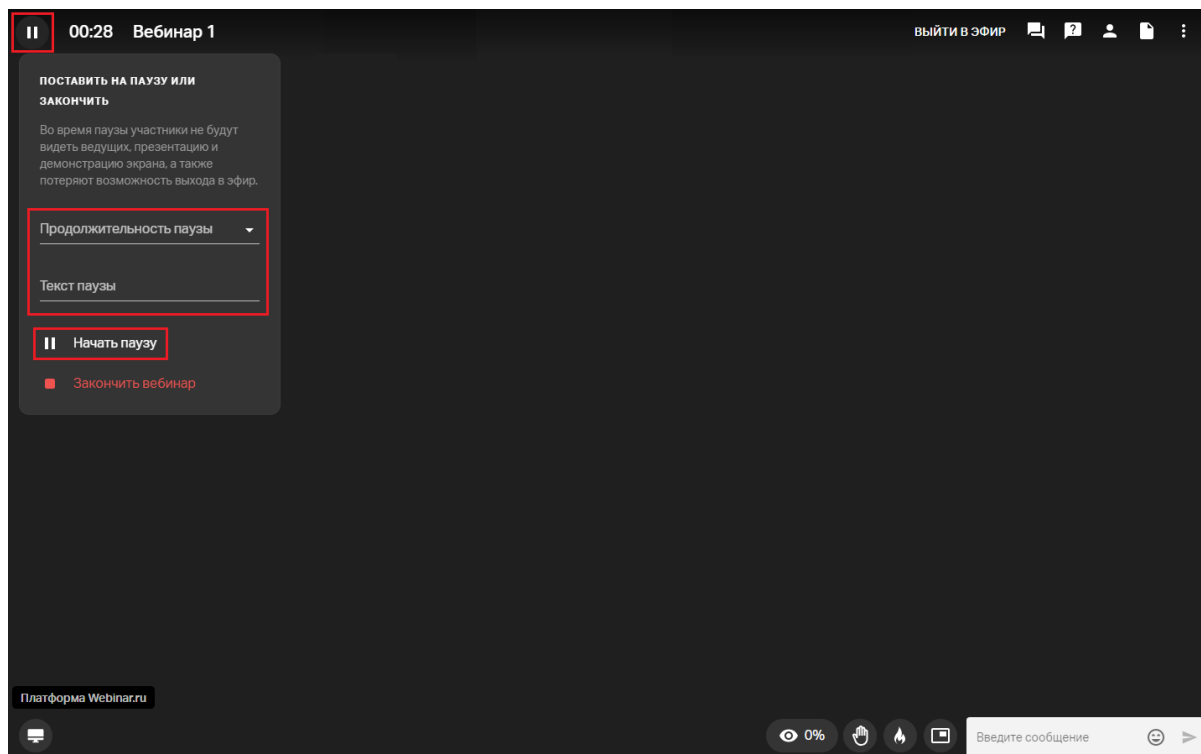 00:28 Вебинар 1
ВЫЙТИ В ЭФИР
?
ПОСТАВИТЬ НА ПАУЗУ ИЛИ
ЗАКОНЧИТЬ
Во время паузы участники не будут
видеть ведущих, презентацию и
демонстрацию экрана, а также
потеряют возможность выхода в эфир.
Продолжительность паузы
Текст паузы
Начать паузу
Закончить вебинар
Платформа Webinar.ru
0%
Введите сообщение